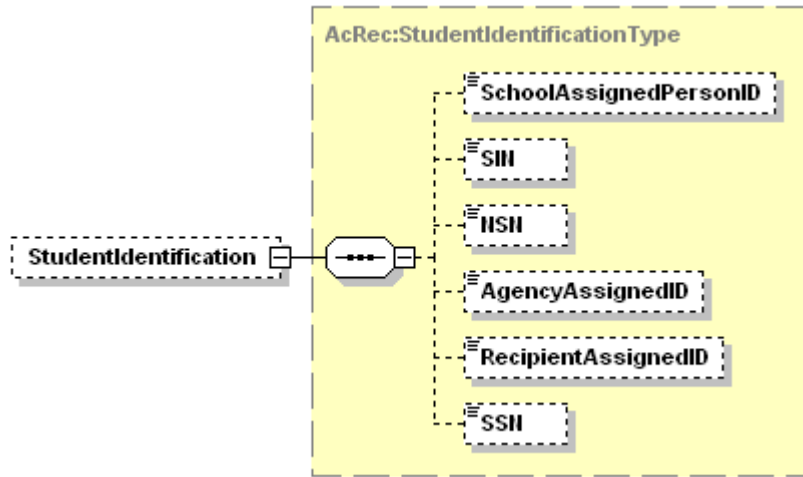 AcRec:StudentIdentificationType
SchoolAssignedPersonID
SIN
NSN
StudentIdentification
AgencyAssignedID
RecipientAssignedID
SSN